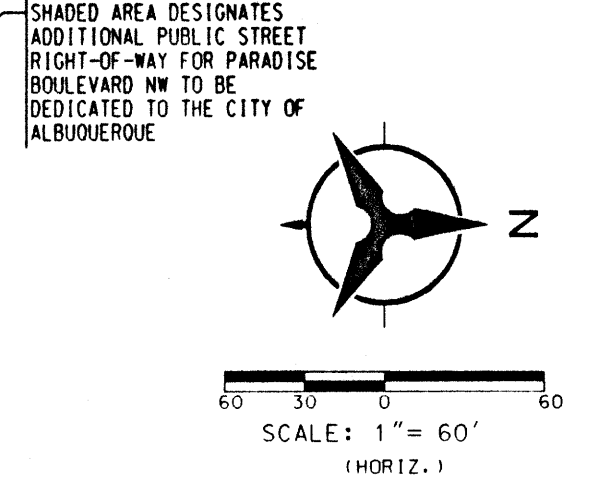 SHADED AREA DESIGNATES
ADDITIONAL PUBLIC STREET
RIGHT-OF-WAY FOR PARADISE
BOULEVARD NW TO BE
DEDICATED TO THE CITY OF
ALBUQUERQUE
N
60 30 0 60
SCALE: 1"= 60'
(HORIZ.)